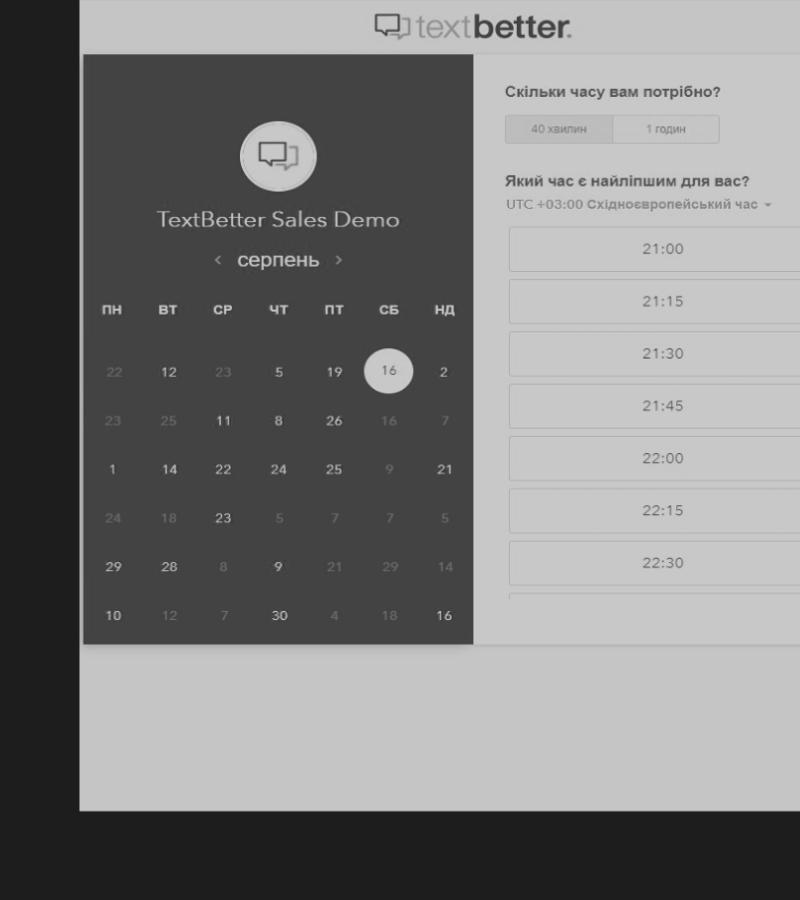 textbetter.
TextBetter Sales Demo
< серпень >
ПН ВТ СР ЧТ ПТ СБ НД
22 12 23 5 19 16 2
23 25 11 8 26 16 7
1 14 22 24 25 9 21
24 18 23 5 7 7 5
29 28 8 9 21 29 14
10 12 7 30 4 18 16
Скільки часу вам потрібно?
40 хвилин 1 годин
Який час є найліпшим для вас?
UTC +03:00 Східноєвропейський час
21:00
21:15
21:30
21:45
22:00
22:15
22:30